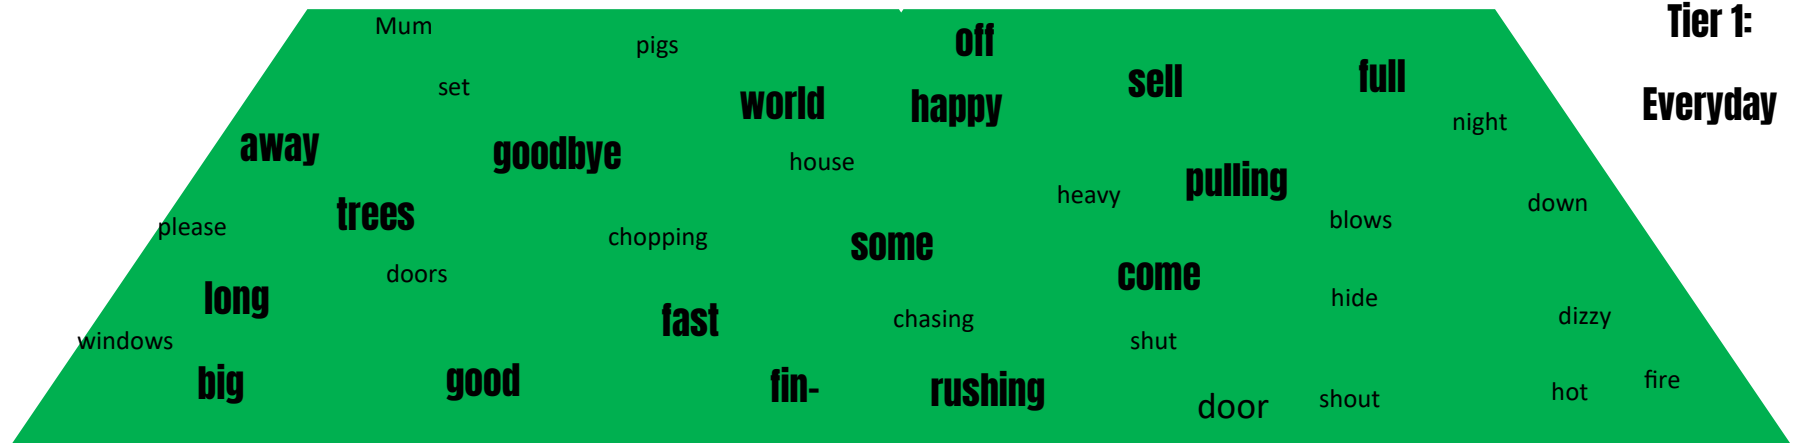 Mum
pigs
off
Tier 1:
set
world
happy
sell
full
Everyday
away
goodbye
house
night
trees
heavy
pulling
down
please
chopping
some
blows
long
doors
come
hide
windows
fast
chasing
shut
dizzy
big
good
fin-
rushing
door
shout
hot
fire